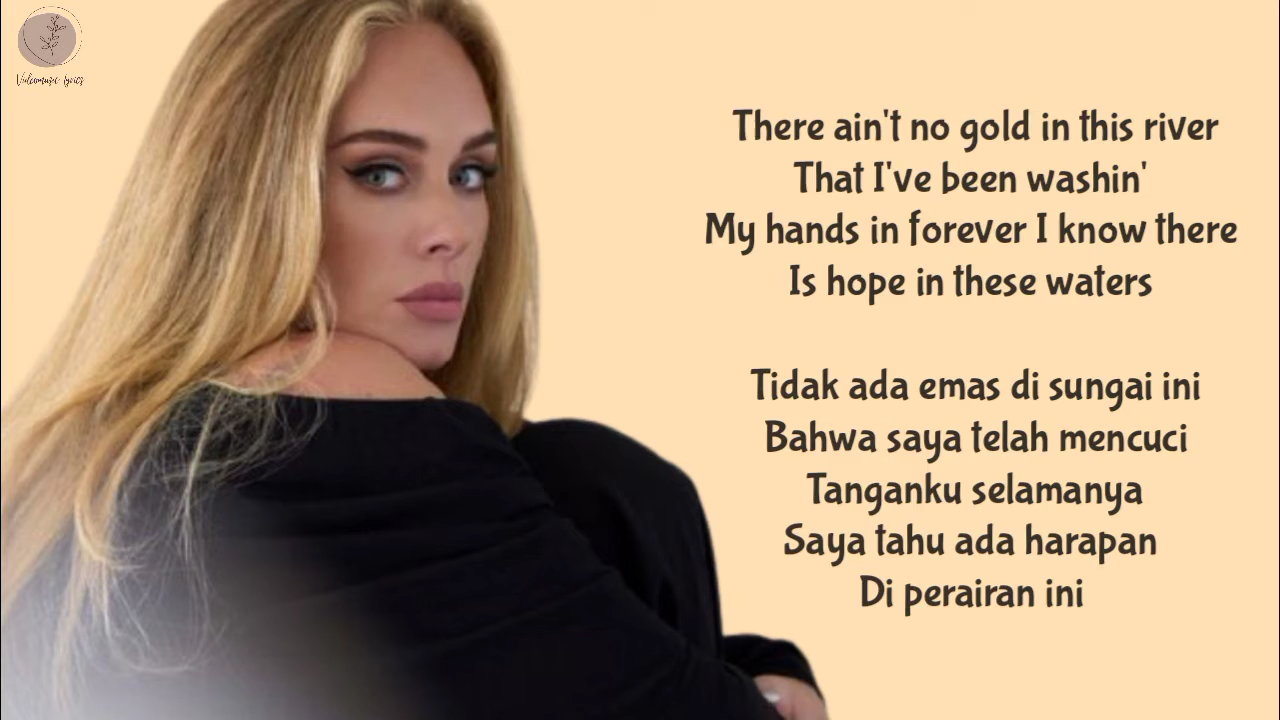 There ain't no gold in this river
That I've been washin'
My hands in forever I know there
Is hope in these waters
Tidak ada emas di sungai ini
Bahwa saya telah mencuci
Tanganku selamanya
Saya tahu ada harapan
Di perairan ini